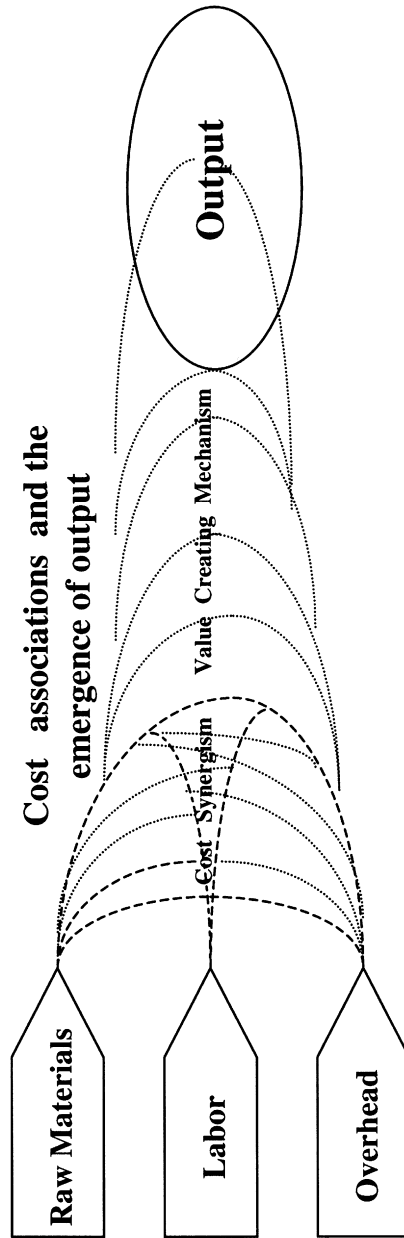 Cost associations and the
emergence of output
Raw Materials
Labor
Overhead
Cost Synergism
Value Creating Mechanism
Output